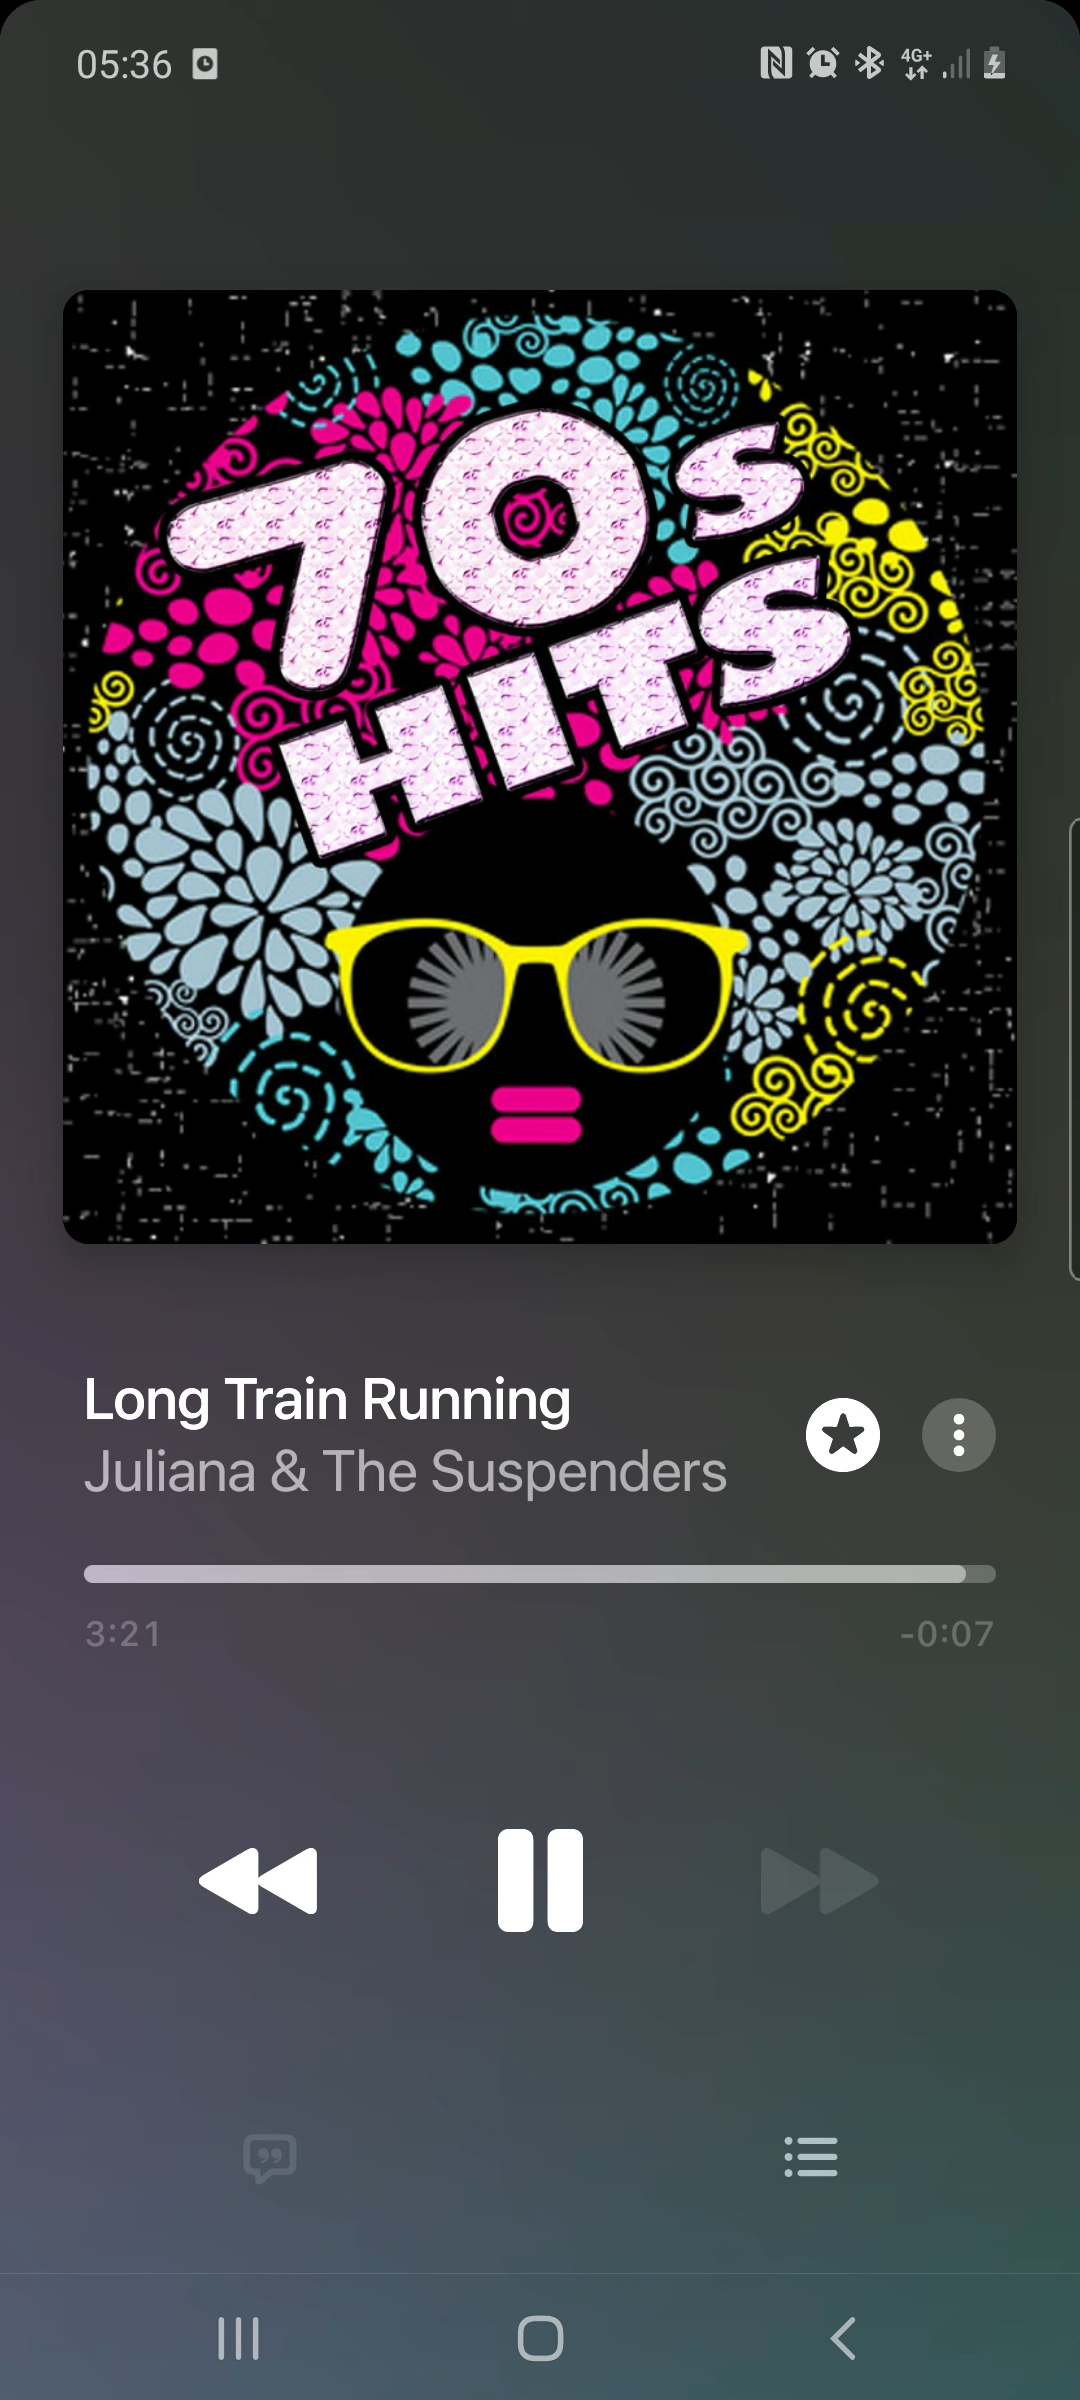 05:36
4G+
70s
HITS
Long Train Running
Juliana & The Suspenders
3:21
-0:07